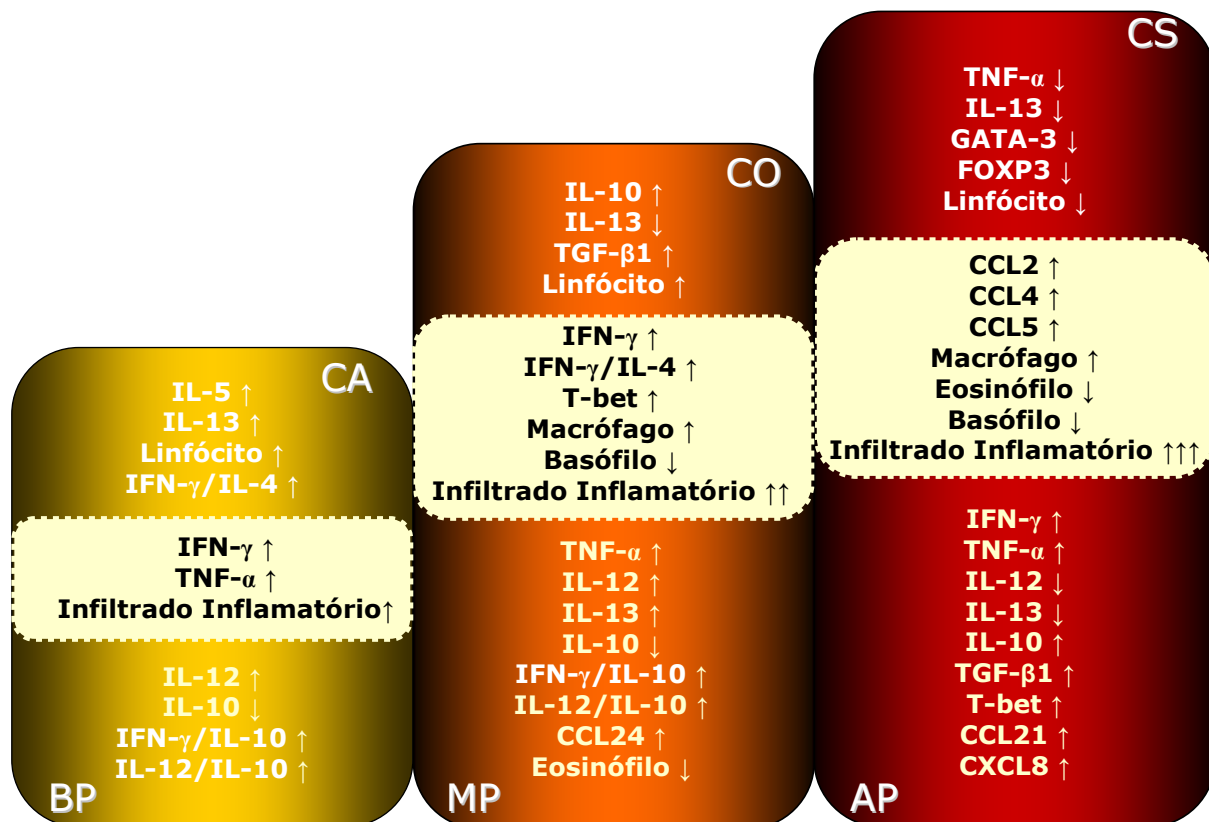 CA
IL-5 ↑
IL-13 ↑
Linfócito ↑
IFN-γ/IL-4 ↑
IFN-γ ↑
TNF-α ↑
Infiltrado Inflamatório↑
IL-12 ↑
IL-10 ↓
IFN-γ/IL-10 ↑
IL-12/IL-10 ↑
BP
CO
IL-10 ↑
IL-13 ↓
TGF-β1 ↑
Linfócito ↑
IFN-γ ↑
IFN-γ/IL-4 ↑
T-bet ↑
Macrófago ↑
Basófilo ↓
Infiltrado Inflamatório ↑↑
TNF-α ↑
IL-12 ↑
IL-13 ↑
IL-10 ↓
IFN-γ/IL-10 ↑
IL-12/IL-10 ↑
CCL24 ↑
Eosinófilo ↓
MP
CS
TNF-α ↓
IL-13 ↓
GATA-3 ↓
FOXP3 ↓
Linfócito ↓
CCL2 ↑
CCL4 ↑
CCL5 ↑
Macrófago ↑
Eosinófilo ↓
Basófilo ↓
Infiltrado Inflamatório ↑↑↑
IFN-γ ↑
TNF-α ↑
IL-12 ↓
IL-13 ↓
IL-10 ↑
TGF-β1 ↑
T-bet ↑
CCL21 ↑
CXCL8 ↑
AP